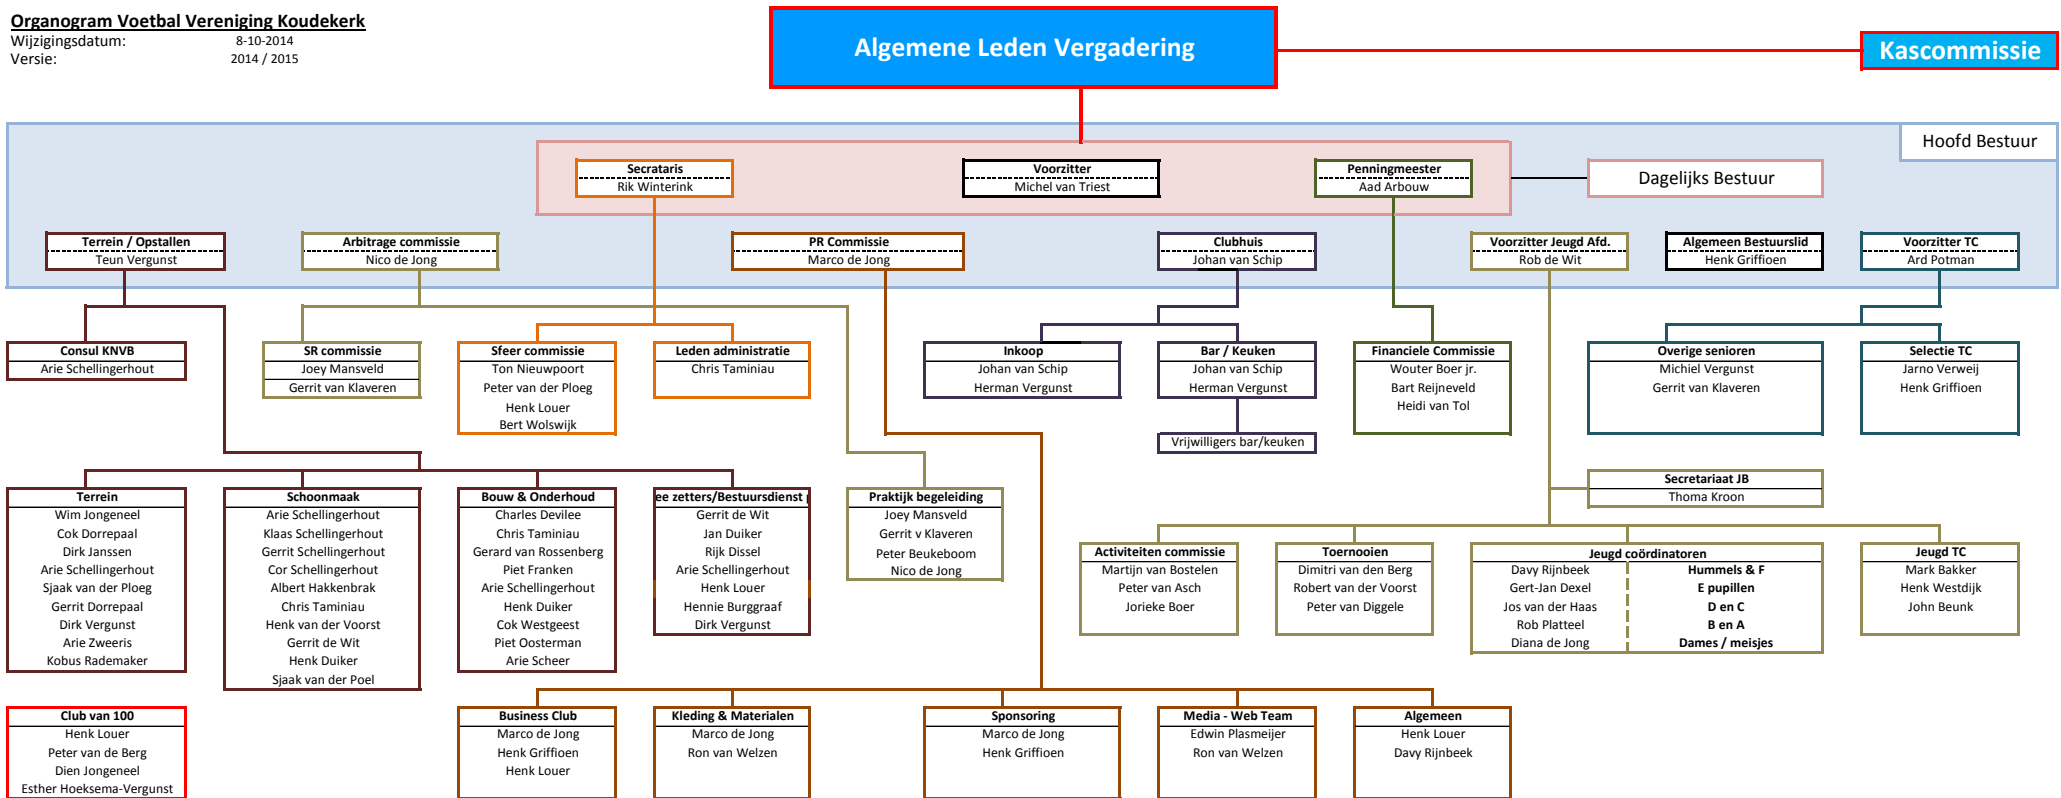 Organogram Voetbal Vereniging Koudekerk
Wijzigingsdatum: 8-10-2014
Versie: 2014 / 2015
Algemene Leden Vergadering
Kascommissie
Hoofd Bestuur
Secrataris
Rik Winterink
Voorzitter
Michel van Triest
Penningmeester
Aad Arbouw
Dagelijks Bestuur
Terrein / Opstallen
Teun Vergunst
Arbitrage commissie
Nico de Jong
PR Commissie
Marco de Jong
Clubhuis
Johan van Schip
Voorzitter Jeugd Afd.
Rob de Wit
Algemeen Bestuurslid
Henk Griffioen
Voorzitter TC
Ard Potman
Consul KNVB
Arie Schellingerhout
SR commissie
Joey Mansveld
Gerrit van Klaveren
Sfeer commissie
Ton Nieuwpoort
Peter van der Ploeg
Henk Louer
Bert Wolswijk
Leden administratie
Chris Taminiau
Inkoop
Johan van Schip
Herman Vergunst
Bar / Keuken
Johan van Schip
Herman Vergunst
Vrijwilligers bar/keuken
Financiele Commissie
Wouter Boer jr.
Bart Reijneveld
Heidi van Tol
Overige senioren
Michiel Vergunst
Gerrit van Klaveren
Selectie TC
Jarno Verweij
Henk Griffioen
Secretariaat JB
Thoma Kroon
Terrein
Wim Jongeneel
Cok Dorrepaal
Dirk Janssen
Arie Schellingerhout
Sjaak van der Ploeg
Gerrit Dorrepaal
Dirk Vergunst
Arie Zweeris
Kobus Rademaker
Schoonmaak
Arie Schellingerhout
Klaas Schellingerhout
Gerrit Schellingerhout
Cor Schellingerhout
Albert Hakkenbrak
Chris Taminiau
Henk van der Voorst
Gerrit de Wit
Henk Duiker
Sjaak van der Poel
Bouw & Onderhoud
Charles Devilee
Chris Taminiau
Gerard van Rossenberg
Piet Franken
Arie Schellingerhout
Henk Duiker
Cok Westgeest
Piet Oosterman
Arie Scheer
ee zetters/Bestuursdienst
Gerrit de Wit
Jan Duiker
Rijk Dissel
Arie Schellingerhout
Henk Louer
Hennie Burggraaf
Dirk Vergunst
Praktijk begeleiding
Joey Mansveld
Gerrit v Klaveren
Peter Beukeboom
Nico de Jong
Activiteiten commissie
Martijn van Bostelen
Peter van Asch
Jorieke Boer
Toernooien
Dimitri van den Berg
Robert van der Voorst
Peter van Diggele
Jeugd coördinatoren
Davy Rijnbeek Hummels & F
Gert-Jan Dexel E pupillen
Jos van der Haas D en C
Rob Platteel B en A
Diana de Jong Dames / meisjes
Jeugd TC
Mark Bakker
Henk Westdijk
John Beunk
Club van 100
Henk Louer
Peter van de Berg
Dien Jongeneel
Esther Hoeksema-Vergunst
Business Club
Marco de Jong
Henk Griffioen
Henk Louer
Kleding & Materialen
Marco de Jong
Ron van Welzen
Sponsoring
Marco de Jong
Henk Griffioen
Media - Web Team
Edwin Plasmeijer
Ron van Welzen
Algemeen
Henk Louer
Davy Rijnbeek